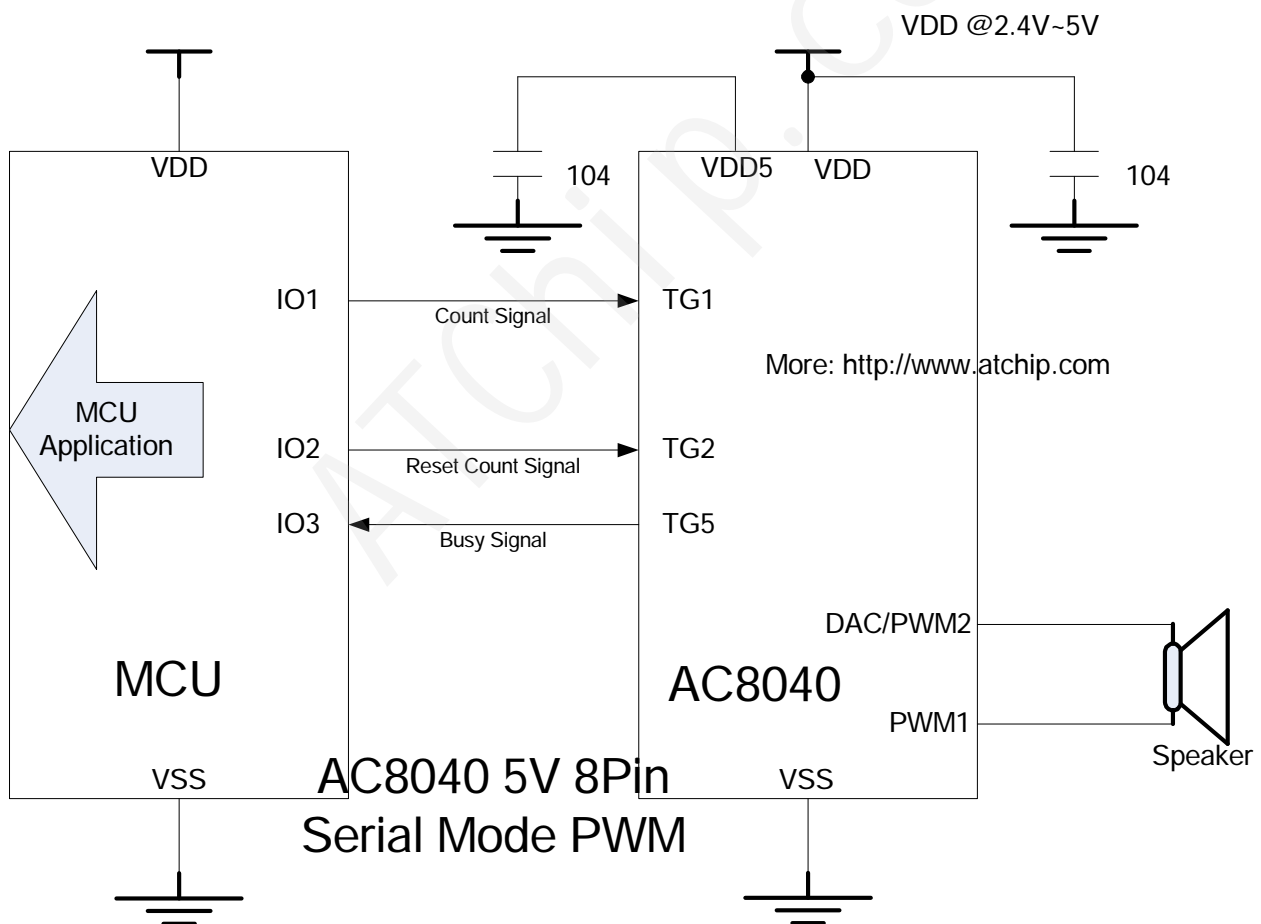 VDD @2.4V~5V
VDD
VDD5
VDD
104
104
IO1
Count Signal
TG1
More: http://www.atchip.com
MCU
Application
IO2
Reset Count Signal
TG2
IO3
Busy Signal
TG5
DAC/PWM2
MCU
AC8040
PWM1
Speaker
VSS
AC8040 5V 8Pin
Serial Mode PWM
VSS
ATChip.co